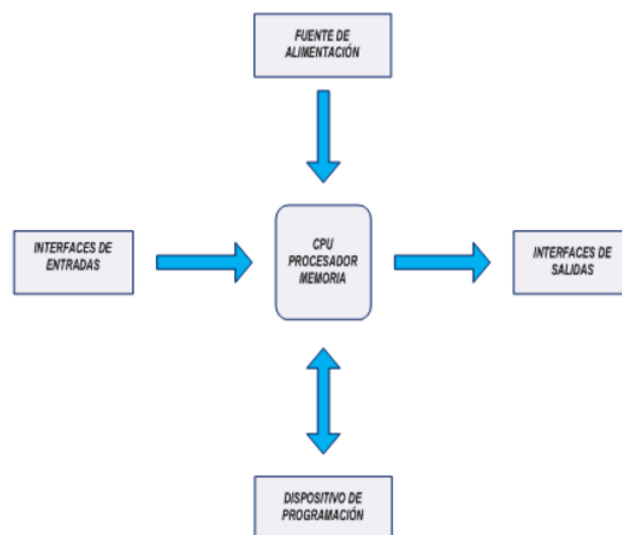 FUENTE DE
ALIMENTACIÓN
INTERFACES DE
ENTRADAS
CPU
PROCESADOR
MEMORIA
INTERFACES DE
SALIDAS
DISPOSITIVO DE
PROGRAMACIÓN